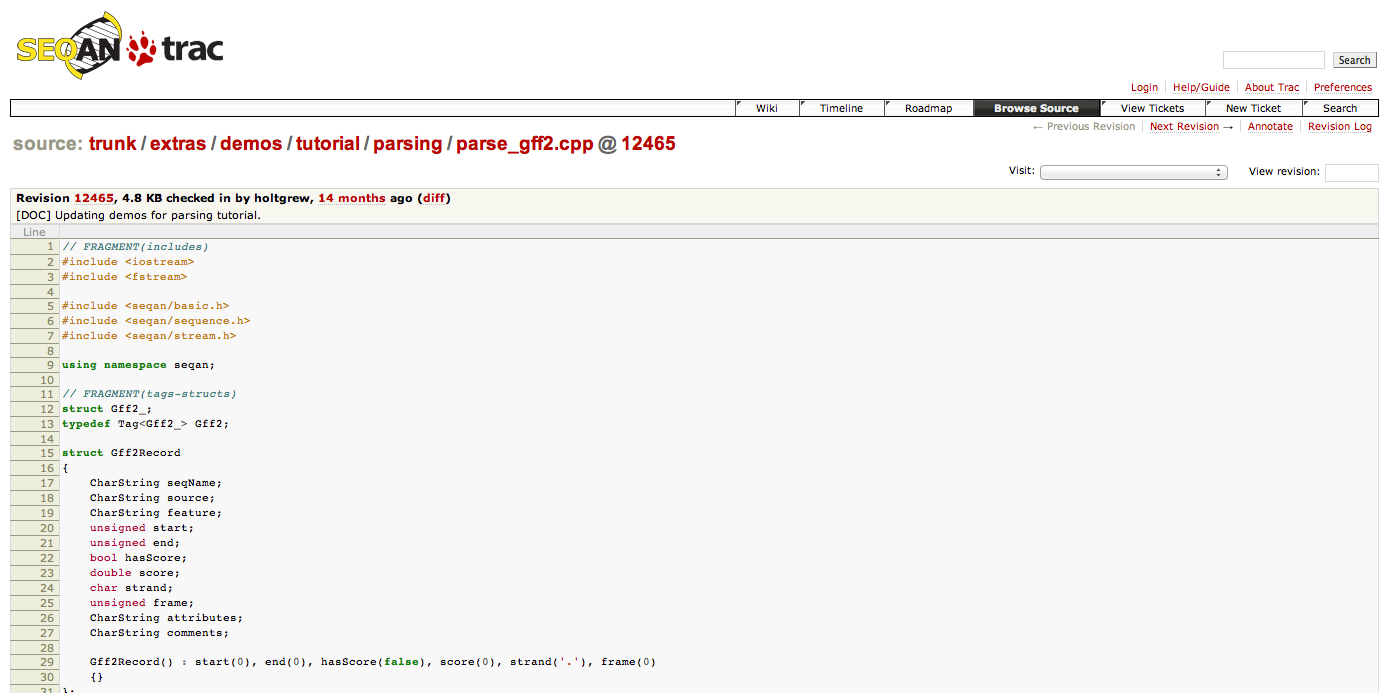 SEQAN trac
Search
Login Help/Guide About Trac Preferences
Wiki Timeline Roadmap Browse Source View Tickets New Ticket Search
← Previous Revision Next Revision → Annotate Revision Log
source: trunk / extras / demos / tutorial / parsing / parse_gff2.cpp @ 12465
Visit: View revision:
Revision 12465, 4.8 KB checked in by holtgrew, 14 months ago (diff)
[DOC] Updating demos for parsing tutorial.
Line
1 // FRAGMENT(includes)
2 #include <iostream>
3 #include <fstream>
4
5 #include <seqan/basic.h>
6 #include <seqan/sequence.h>
7 #include <seqan/stream.h>
8
9 using namespace seqan;
10
11 // FRAGMENT(tags-structs)
12 struct Gff2_;
13 typedef Tag<Gff2_> Gff2;
14
15 struct Gff2Record
16 {
17     CharString seqName;
18     CharString source;
19     CharString feature;
20     unsigned start;
21     unsigned end;
22     bool hasScore;
23     double score;
24     char strand;
25     unsigned frame;
26     CharString attributes;
27     CharString comments;
28
29     Gff2Record() : start(0), end(0), hasScore(false), score(0), strand('.'), frame(0)
30     {}
31 };